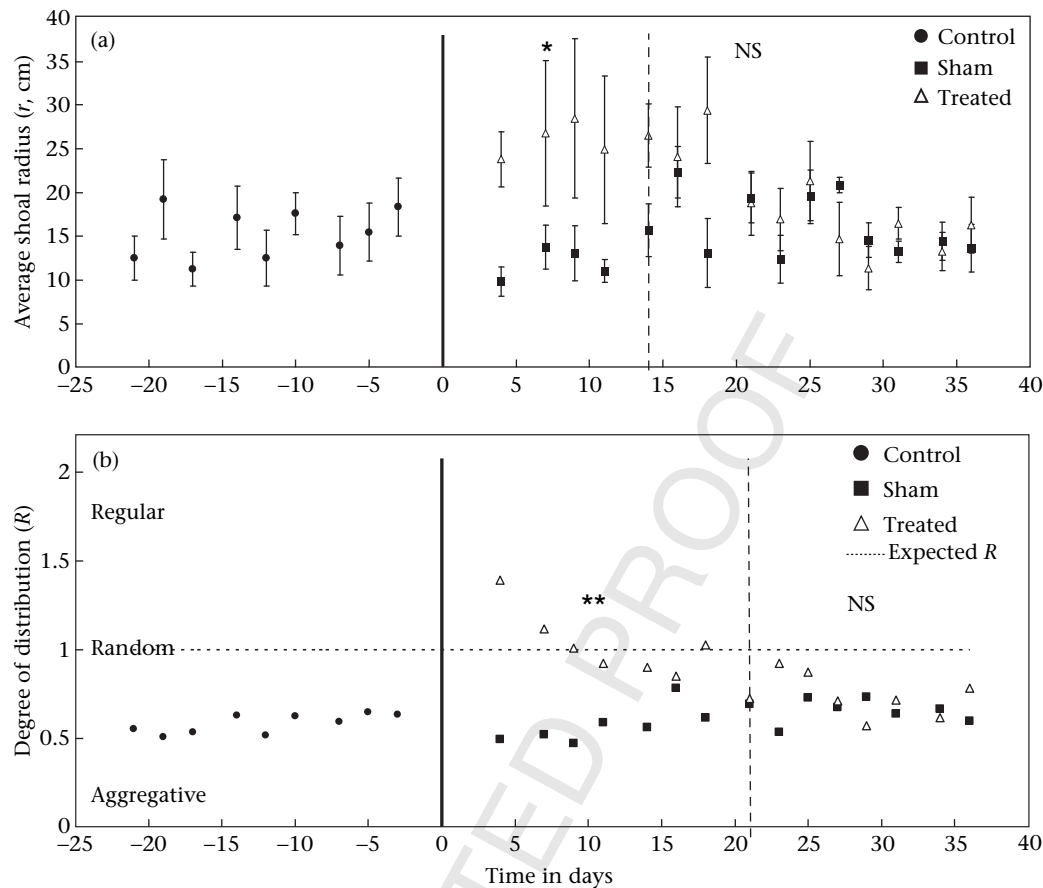 (a)
Average shoal radius (r, cm)
40
35
30
25
20
15
10
5
0
*
NS
Control
Sham
Treated
−25 −20 −15 −10 −5 0 5 10 15 20 25 30 35 40
(b)
Degree of distribution (R)
2
1.5
1
0.5
0
Regular
Random
Aggregative
**
NS
Control
Sham
Treated
Expected R
−25 −20 −15 −10 −5 0 5 10 15 20 25 30 35 40
Time in days
TED PROOF